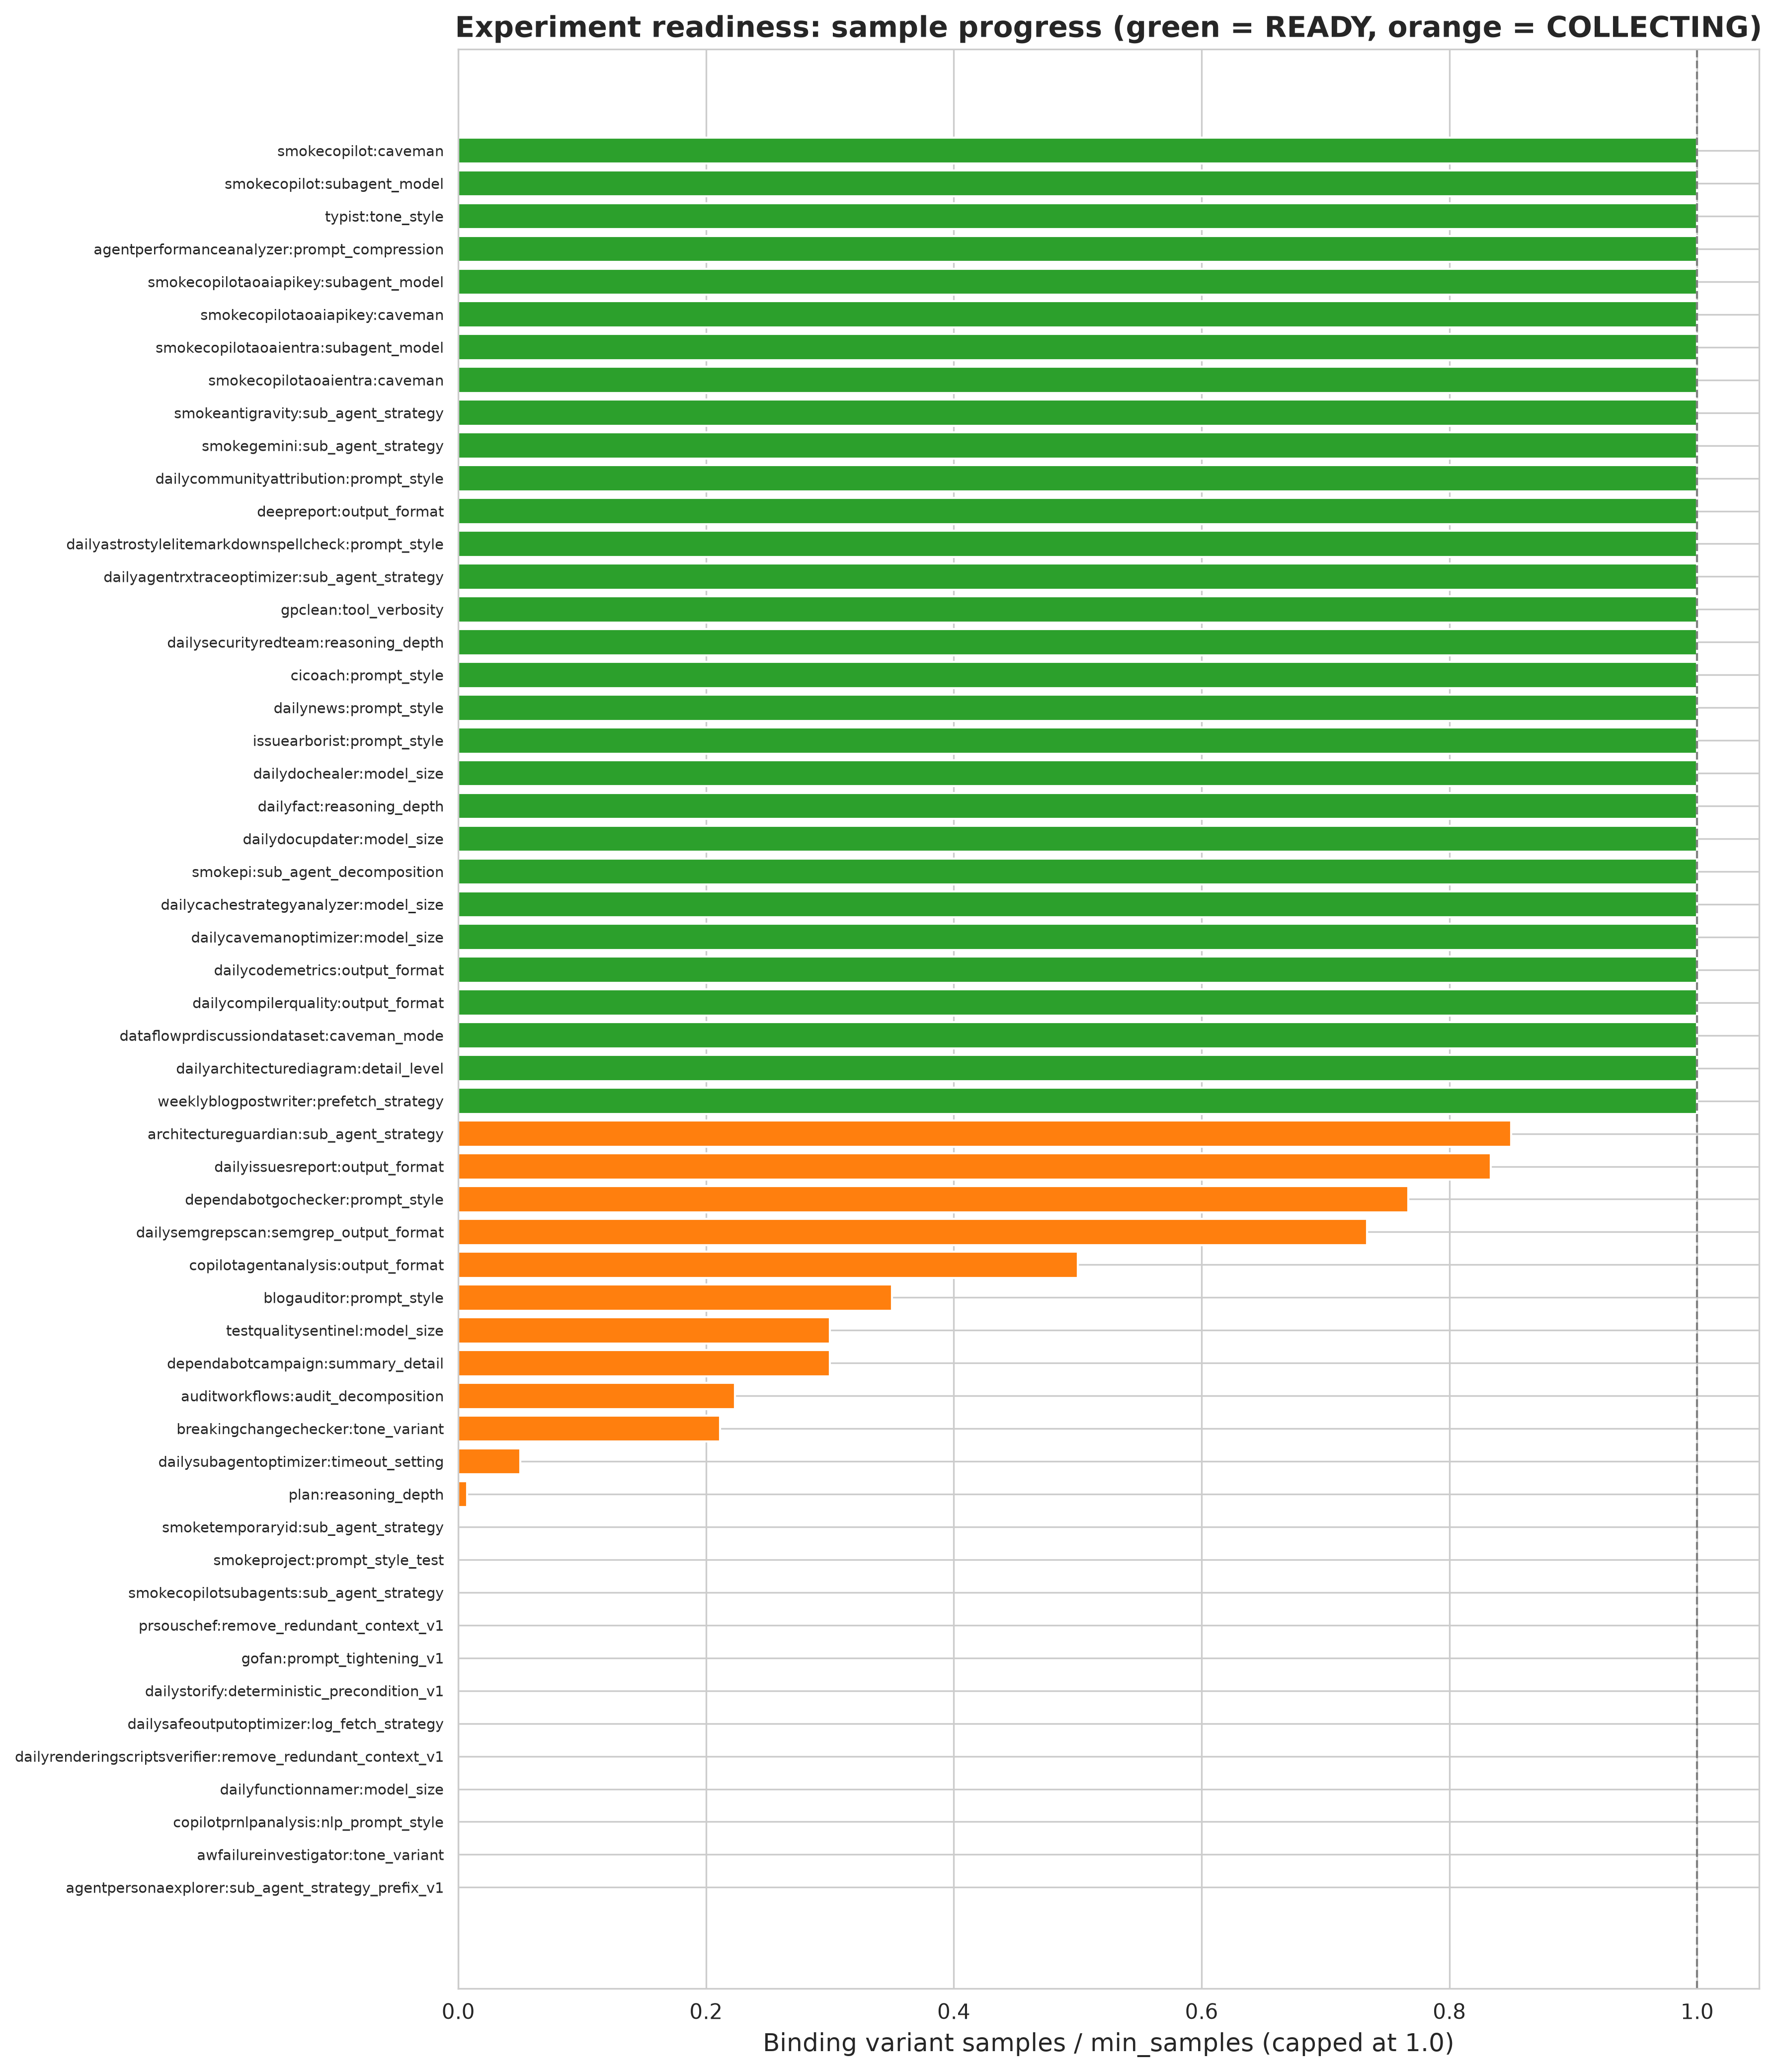 Experiment readiness: sample progress (green = READY, orange = COLLECTING)
smokecopilot:caveman
smokecopilot:subagent_model
typist:tone_style
agentperformanceanalyzer:prompt_compression
smokecopilotaoaiapikey:subagent_model
smokecopilotaoaiapikey:caveman
smokecopilotaoaientra:subagent_model
smokecopilotaoaientra:caveman
smokeantigravity:sub_agent_strategy
smokegemini:sub_agent_strategy
dailycommunityattribution:prompt_style
deepreport:output_format
dailyastrostylelitemarkdownspellcheck:prompt_style
dailyagentrxtraceoptimizer:sub_agent_strategy
gpclean:tool_verbosity
dailysecurityredteam:reasoning_depth
cicoach:prompt_style
dailynews:prompt_style
issuearborist:prompt_style
dailydochealer:model_size
dailyfact:reasoning_depth
dailydocupdater:model_size
smokepi:sub_agent_decomposition
dailycachestrategyanalyzer:model_size
dailycavemanoptimizer:model_size
dailycodemetrics:output_format
dailycompilerquality:output_format
dataflowprdiscussiondataset:caveman_mode
dailyarchitecturediagram:detail_level
weeklyblogpostwriter:prefetch_strategy
architectureguardian:sub_agent_strategy
dailyissuesreport:output_format
dependabotgochecker:prompt_style
dailysemgrepscan:semgrep_output_format
copilotagentanalysis:output_format
blogauditor:prompt_style
testqualitysentinel:model_size
dependabotcampaign:summary_detail
auditworkflows:audit_decomposition
breakingchangechecker:tone_variant
dailysubagentoptimizer:timeout_setting
plan:reasoning_depth
smoketemporaryid:sub_agent_strategy
smokeproject:prompt_style_test
smokecopilotsubagents:sub_agent_strategy
prsouschef:remove_redundant_context_v1
gofan:prompt_tightening_v1
dailystorify:deterministic_precondition_v1
dailysafeoutputoptimizer:log_fetch_strategy
dailyrenderingscriptsverifier:remove_redundant_context_v1
dailyfunctionnamer:model_size
copilotprnlpanalysis:nlp_prompt_style
awfailureinvestigator:tone_variant
agentpersonaexplorer:sub_agent_strategy_prefix_v1
0.0 0.2 0.4 0.6 0.8 1.0
Binding variant samples / min_samples (capped at 1.0)